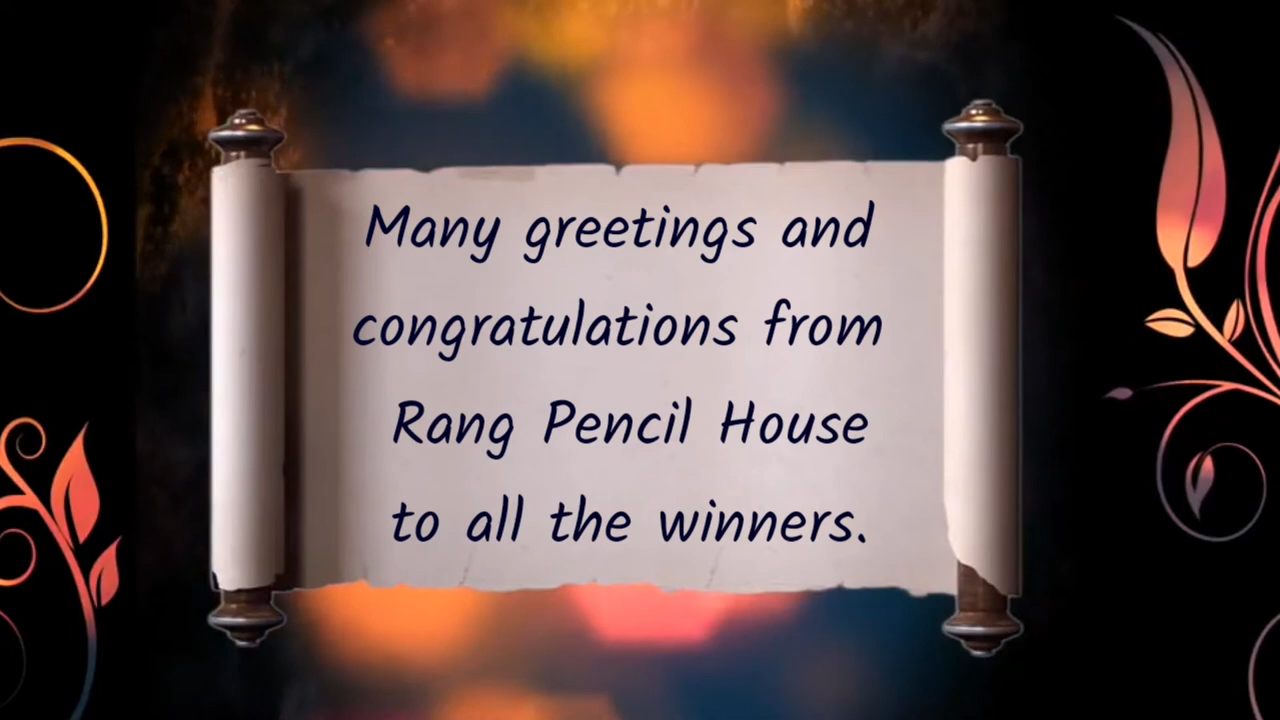 Many greetings and
congratulations from
Rang Pencil House
to all the winners.